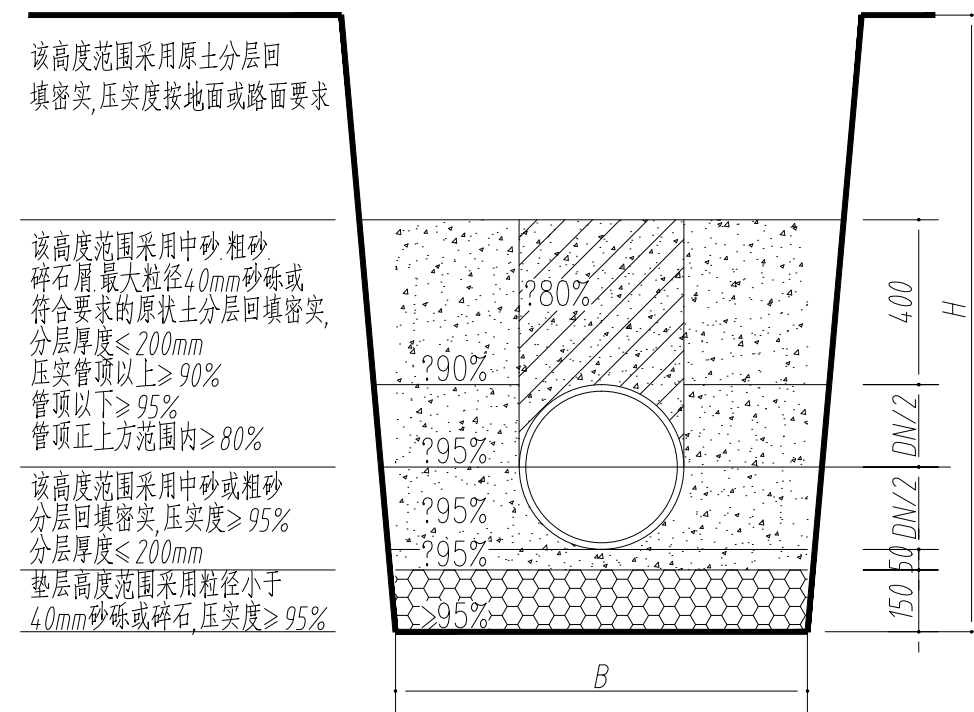 该高度范围采用原土分层回
填密实,压实度按地面或路面要求
该高度范围采用中砂.粗砂.
碎石屑.最大粒径40mm砂砾或
符合要求的原状土分层回填密实,
分层厚度≤200mm
压实管顶以上≥90%
管顶以下≥95%
管顶正上方范围内≥80%
该高度范围采用中砂或粗砂
分层回填密实,压实度≥95%
分层厚度≤200mm
垫层高度范围采用粒径小于
40mm砂砾或碎石,压实度≥95%
?80%
?90%
?95%
?95%
?95%
>95%
400
DN/2
DN/2
50
150
H
B